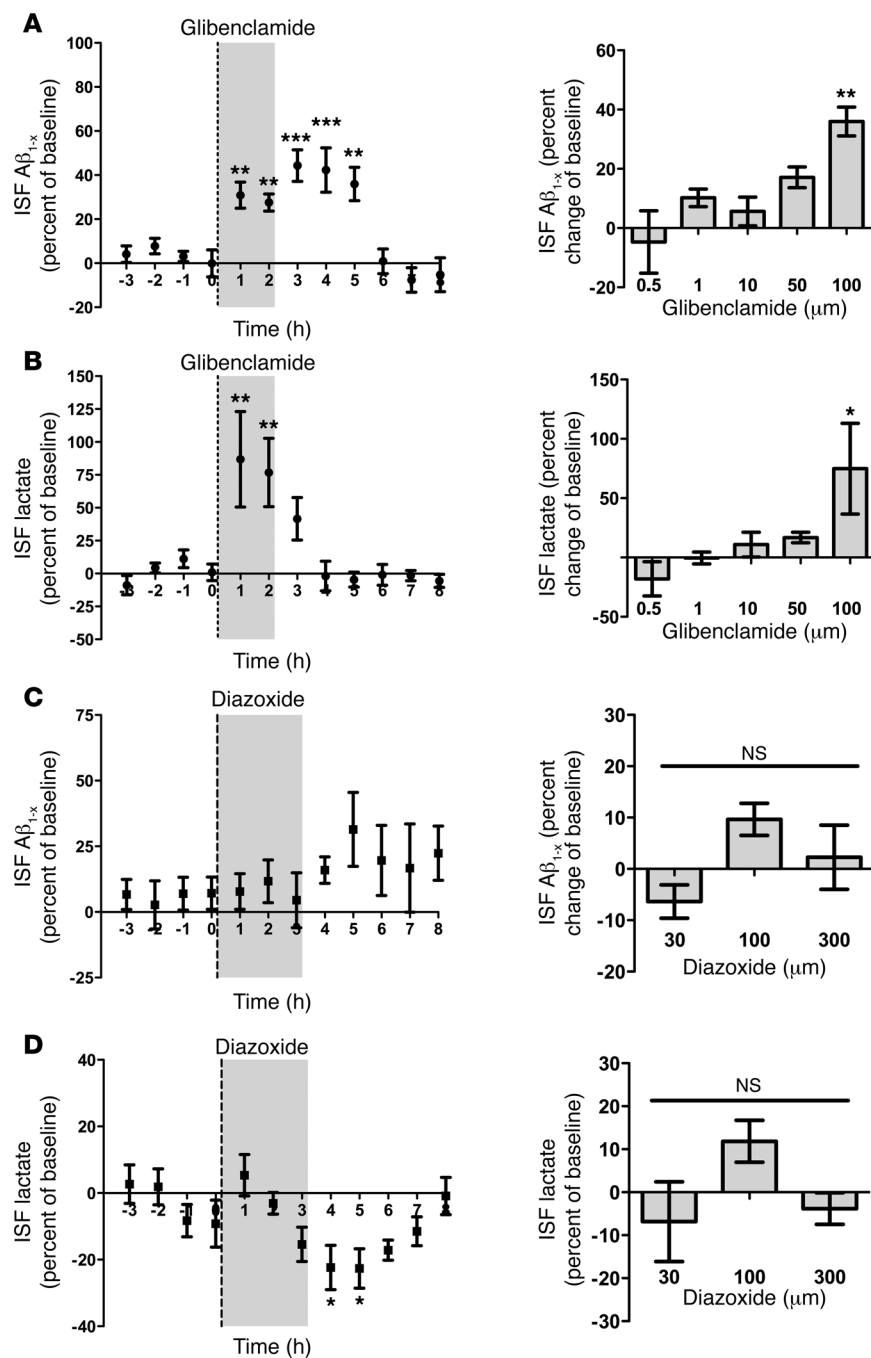 A
Glibenclamide
ISF Aβ1-x
(percent of baseline)
100
80
60
40
20
0
-20
** ** *** *** **
-3 -2 -1 0 1 2 3 4 5 6 7 8
Time (h)
ISF Aβ1-x (percent
change of baseline)
60
40
20
0
-20
**
0.5 1 10 50 100
Glibenclamide (μm)
B
Glibenclamide
ISF lactate
(percent of baseline)
150
125
100
75
50
25
0
-25
-50
** **
-3 -2 -1 0 1 2 3 4 5 6 7 8
Time (h)
ISF lactate (percent
change of baseline)
150
100
50
-50
*
0.5 1 10 50 100
Glibenclamide (μm)
C
Diazoxide
ISF Aβ1-x
(percent of baseline)
75
50
25
0
-25
-3 -2 -1 0 1 2 3 4 5 6 7 8
Time (h)
ISF Aβ1-x (percent
change of baseline)
30
20
10
0
-10
-20
NS
30 100 300
Diazoxide (μm)
D
Diazoxide
ISF lactate
(percent of baseline)
40
20
0
-20
-40
-3 -2 -1 0 1 2 3 4 5 6 7 8
* *
Time (h)
ISF lactate
(percent of baseline)
30
20
10
0
-10
-20
-30
NS
30 100 300
Diazoxide (μm)